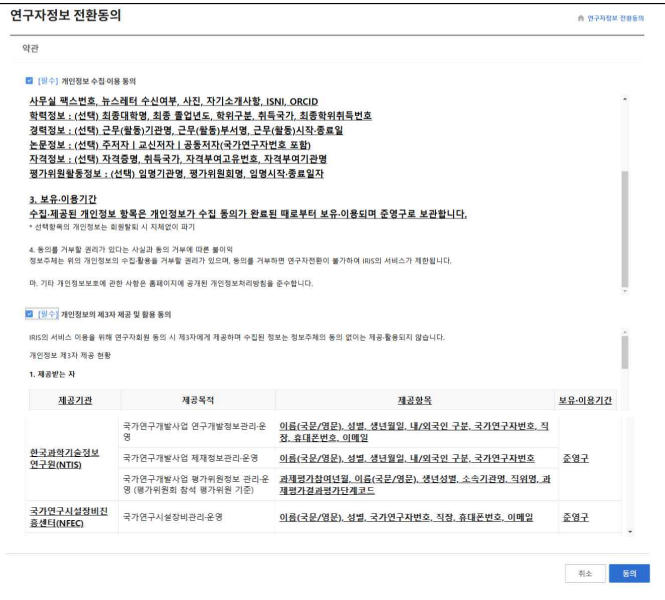 연구자정보 전환동의
연구자정보 전환동의
약관
[필수] 개인정보 수집·이용 동의
사무실 팩스번호, 뉴스레터 수신여부, 사진, 자기소개사항, ISNI, ORCID
학력정보 : (선택) 최종대학명, 최종 졸업년도, 학위구분, 취득국가, 최종학위취득번호
경력정보 : (선택) 근무(활동)기관명, 근무(활동)부서명, 근무(활동)시작·종료일
논문정보 : (선택) 주저자 | 교신저자 | 공동저자(국가연구자번호 포함)
자격정보 : (선택) 자격증명, 취득국가, 자격부여고유번호, 자격부여기관명
평가위원활동정보 : (선택) 임명기관명, 평가위원회명, 임명시작·종료일자
3. 보유·이용기간
수집·제공된 개인정보 항목은 개인정보가 수집 동의가 완료된 때로부터 보유·이용되며 준영구로 보관합니다.
* 선택항목의 개인정보는 회원탈퇴 시 지체없이 파기
4. 동의를 거부할 권리가 있다는 사실과 동의 거부에 따른 불이익
정보주체는 위의 개인정보의 수집·활용을 거부할 권리가 있으며, 동의를 거부하면 연구자전환이 불가하여 IRIS의 서비스가 제한됩니다.
마. 기타 개인정보보호에 관한 사항은 홈페이지에 공개된 개인정보처리방침을 준수합니다.
[필수] 개인정보의 제3자 제공 및 활용 동의
IRIS의 서비스 이용을 위해 연구자회원 동의 시 제3자에게 제공하며 수집된 정보는 정보주체의 동의 없이는 제공·활용되지 않습니다.
개인정보 제3자 제공 현황
1. 제공받는 자
제공기관 제공목적 제공항목 보유·이용기간
한국과학기술정보
연구원(NTIS)
국가연구개발사업 연구개발정보관리·운
영
이름(국문/영문), 성별, 생년월일, 내/외국인 구분, 국가연구자번호, 직
장, 휴대폰번호, 이메일
국가연구개발사업 제재정보관리·운영 이름(국문/영문), 성별, 생년월일, 내/외국인 구분, 국가연구자번호
준영구
국가연구개발사업 평가위원정보 관리·운
영 (평가위원회 참석 평가위원 기준)
과제평가참여년월, 이름(국문/영문), 생년성별, 소속기관명, 직위명, 과
제평가결과평가단계코드
국가연구시설장비진
흥센터(NFEC)
국가연구시설장비관리·운영 이름(국문/영문), 성별, 국가연구자번호, 직장, 휴대폰번호, 이메일 준영구
취소 동의